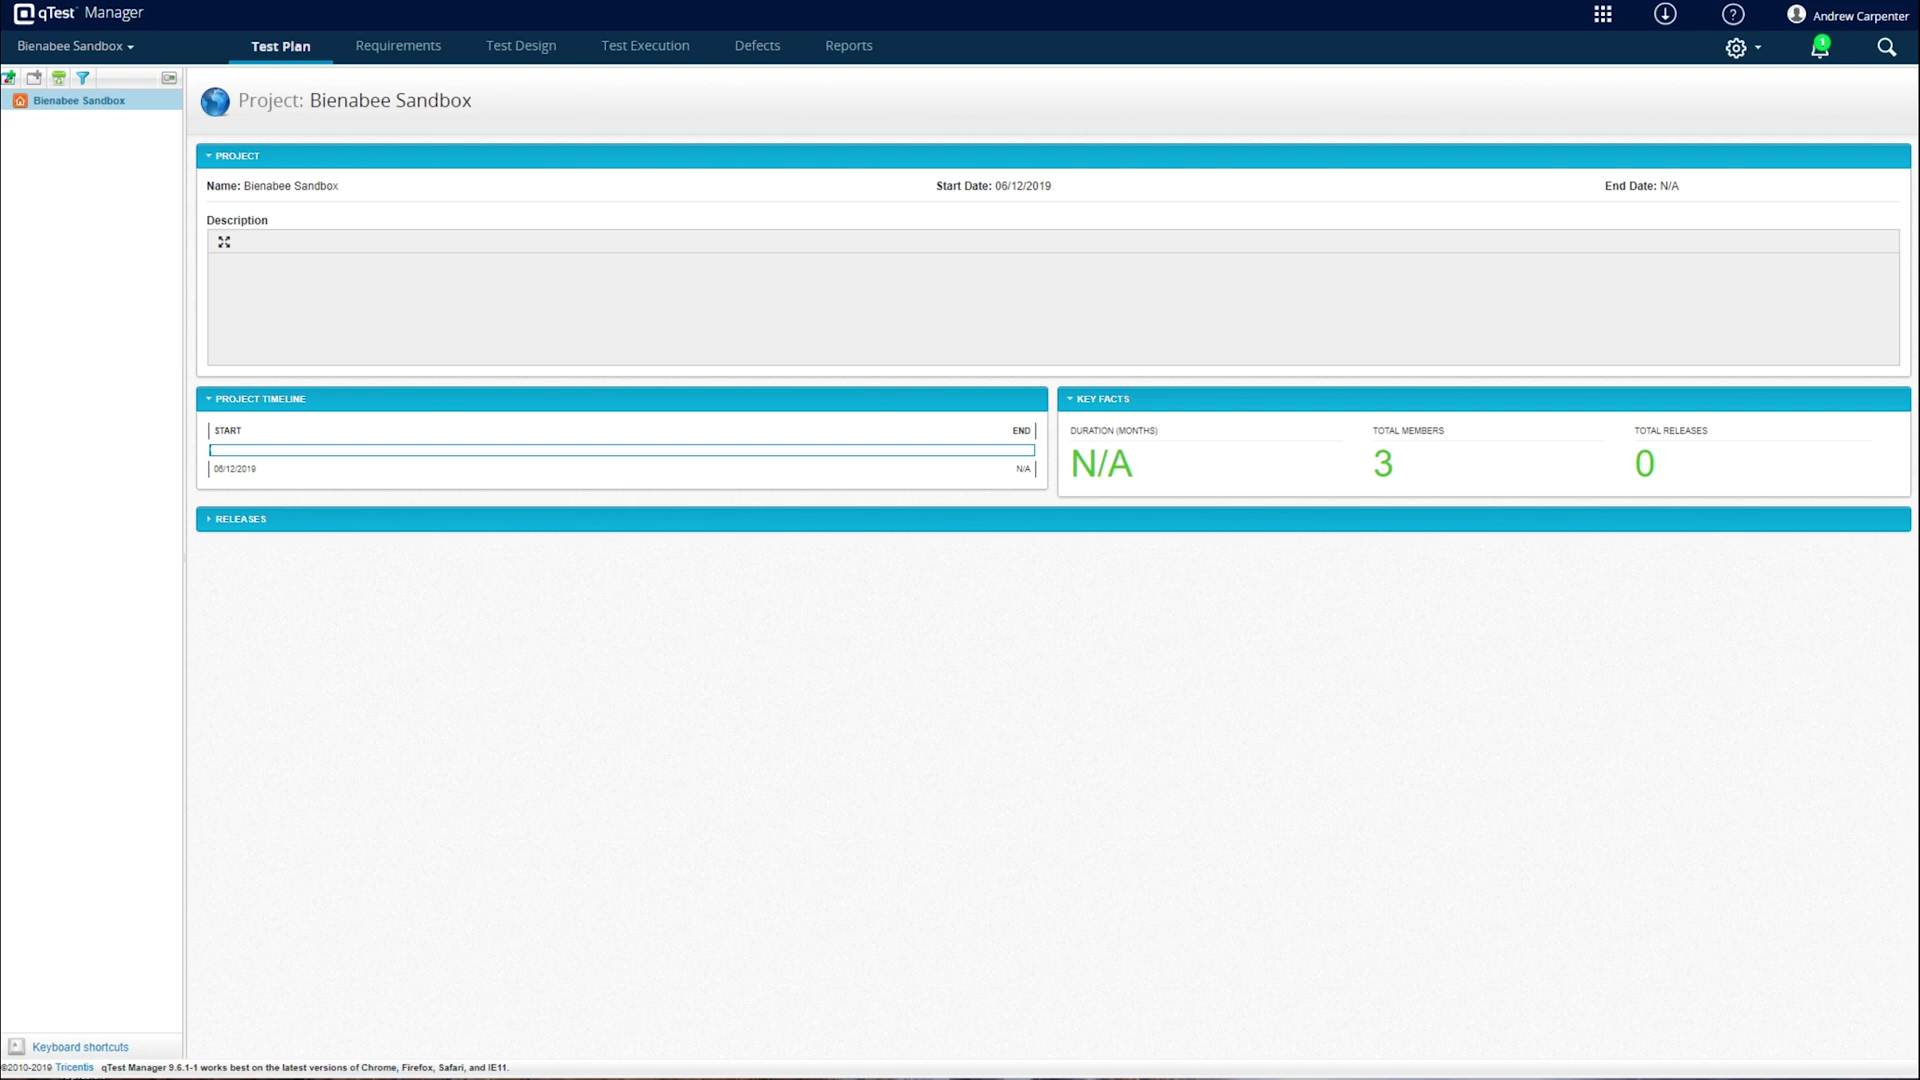 qTest Manager
Andrew Carpenter
Bienabee Sandbox
Test Plan
Requirements
Test Design
Test Execution
Defects
Reports
1
Bienabee Sandbox
Project: Bienabee Sandbox
PROJECT
Name: Bienabee Sandbox
Start Date: 06/12/2019
End Date: N/A
Description
PROJECT TIMELINE
START
END
06/12/2019
N/A
KEY FACTS
DURATION (MONTHS)
TOTAL MEMBERS
TOTAL RELEASES
N/A
3
0
RELEASES
Keyboard shortcuts
©2010-2019 Tricentis qTest Manager 9.6.1-1 works best on the latest versions of Chrome, Firefox, Safari, and IE11.